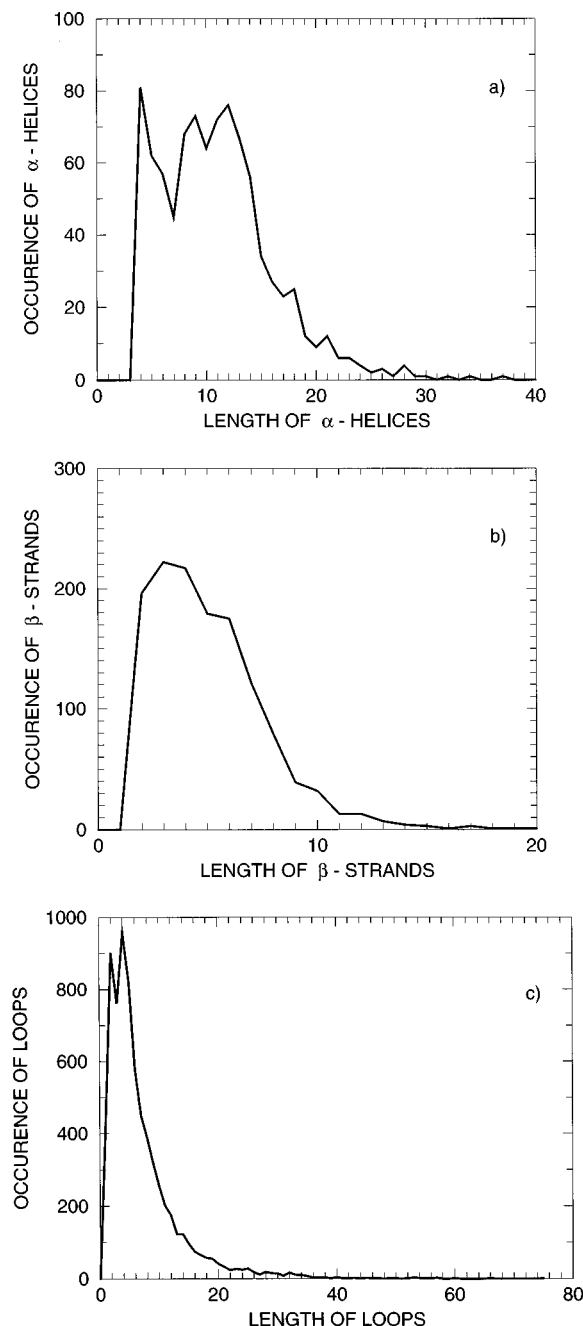 100
80
60
40
20
0
a)
OCCURENCE OF α - HELICES
0 10 20 30 40
LENGTH OF α - HELICES
300
200
100
0
b)
OCCURENCE OF β - STRANDS
0 10 20
LENGTH OF β - STRANDS
1000
800
600
400
200
0
c)
OCCURENCE OF LOOPS
0 20 40 60 80
LENGTH OF LOOPS